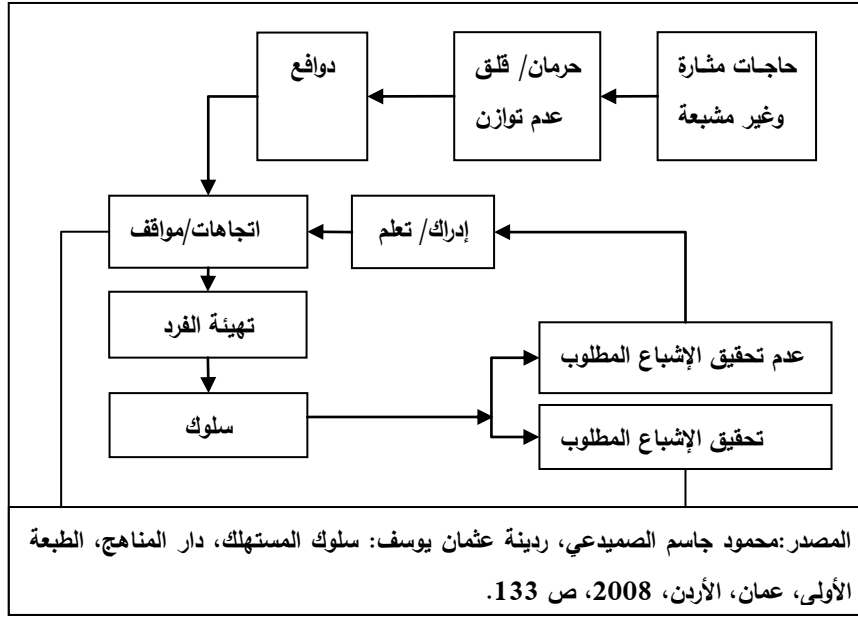 حاجات مثارة
وغير مشبعة
حرمان/ قلق
عدم توازن
دوافع
إدراك/ تعلم
اتجاهات/مواقف
تهيئة الفرد
عدم تحقيق الإشباع المطلوب
سلوك
تحقيق الإشباع المطلوب
المصدر:محمود جاسم الصميدعي، ردينة عثمان يوسف: سلوك المستهلك، دار المناهج، الطبعة
الأولى، عمان، الأردن، 2008، ص 133.